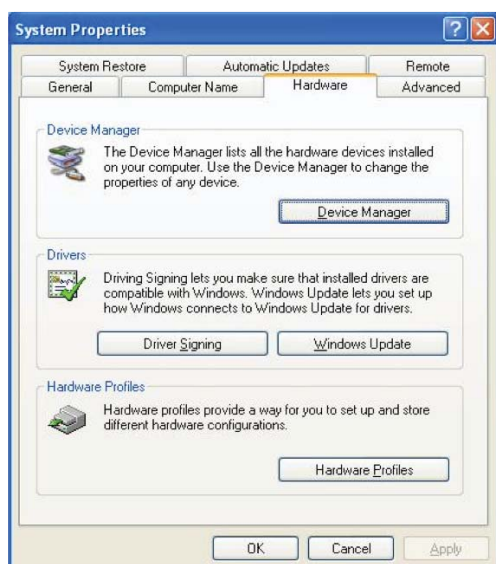 System Properties
System Restore Automatic Updates Remote
General Computer Name Hardware Advanced
Device Manager
The Device Manager lists all the hardware devices installed
on your computer. Use the Device Manager to change the
properties of any device.
Device Manager
Drivers
Driving Signing lets you make sure that installed drivers are
compatible with Windows. Windows Update lets you set up
how Windows connects to Windows Update for drivers.
Driver Signing Windows Update
Hardware Profiles
Hardware profiles provide a way for you to set up and store
different hardware configurations.
Hardware Profiles
OK Cancel Apply